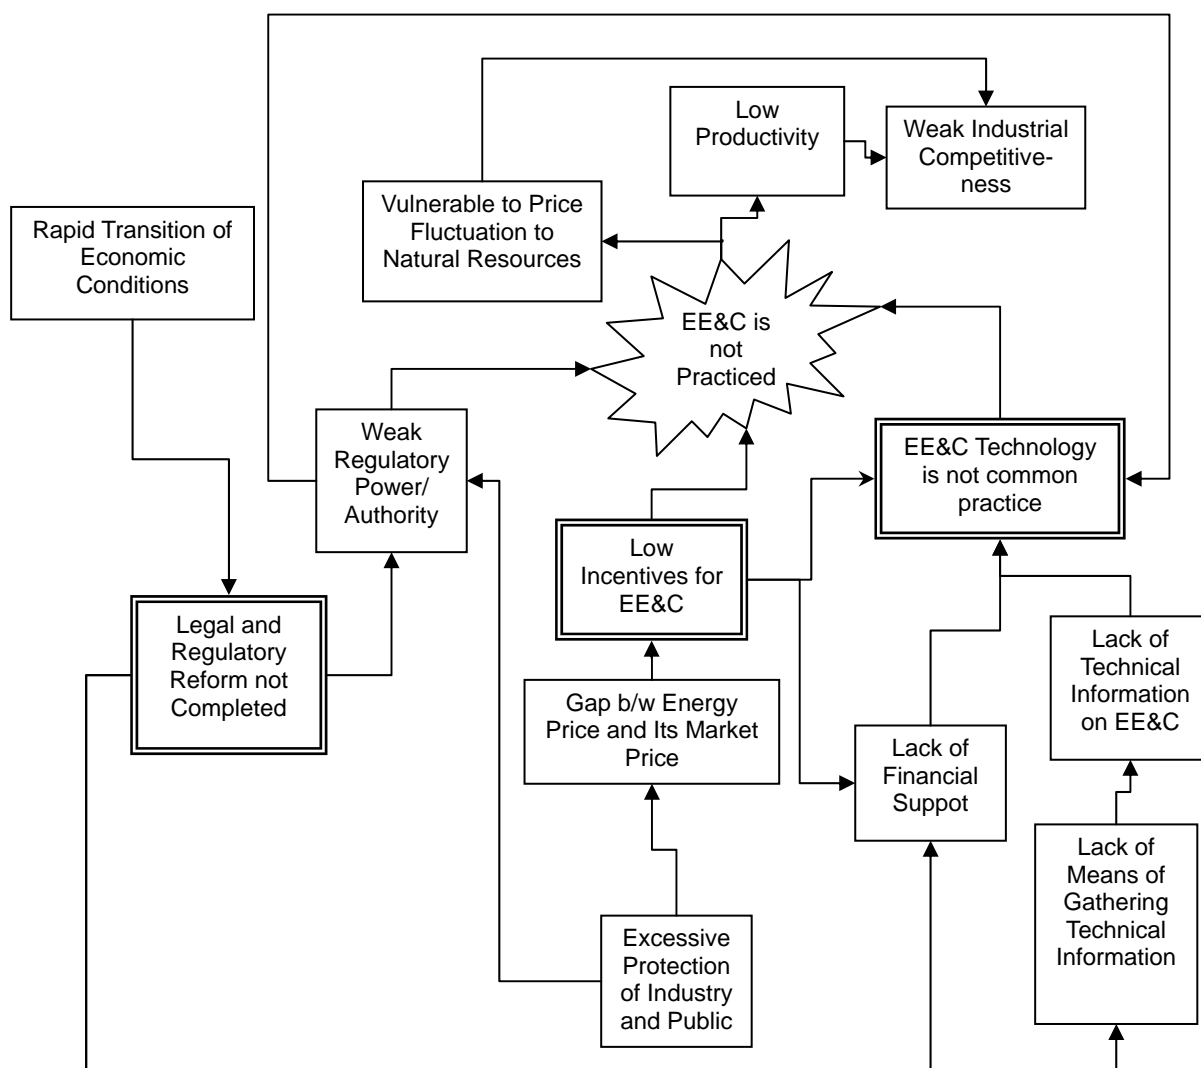 Low
Productivity
Weak Industrial
Competitive-
ness
Vulnerable to Price
Fluctuation to
Natural Resources
Rapid Transition of
Economic
Conditions
EE&C is
not
Practiced
Weak
Regulatory
Power/
Authority
EE&C Technology
is not common
practice
Low
Incentives for
EE&C
Legal and
Regulatory
Reform not
Completed
Lack of
Technical
Information
on EE&C
Gap b/w Energy
Price and Its Market
Price
Lack of
Financial
Suppot
Lack of
Means of
Gathering
Technical
Information
Excessive
Protection
of Industry
and Public